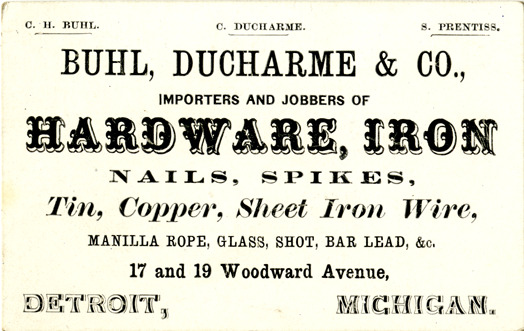 C. H. BUHL. C. DUCHARME. S. PRENTISS.
BUHL, DUCHARME & CO.,
IMPORTERS AND JOBBERS OF
HARDWARE, IRON
NAILS, SPIKES,
Tin, Copper, Sheet Iron Wire,
MANILLA ROPE, GLASS, SHOT, BAR LEAD, &c.
17 and 19 Woodward Avenue,
DETROIT, MICHIGAN.